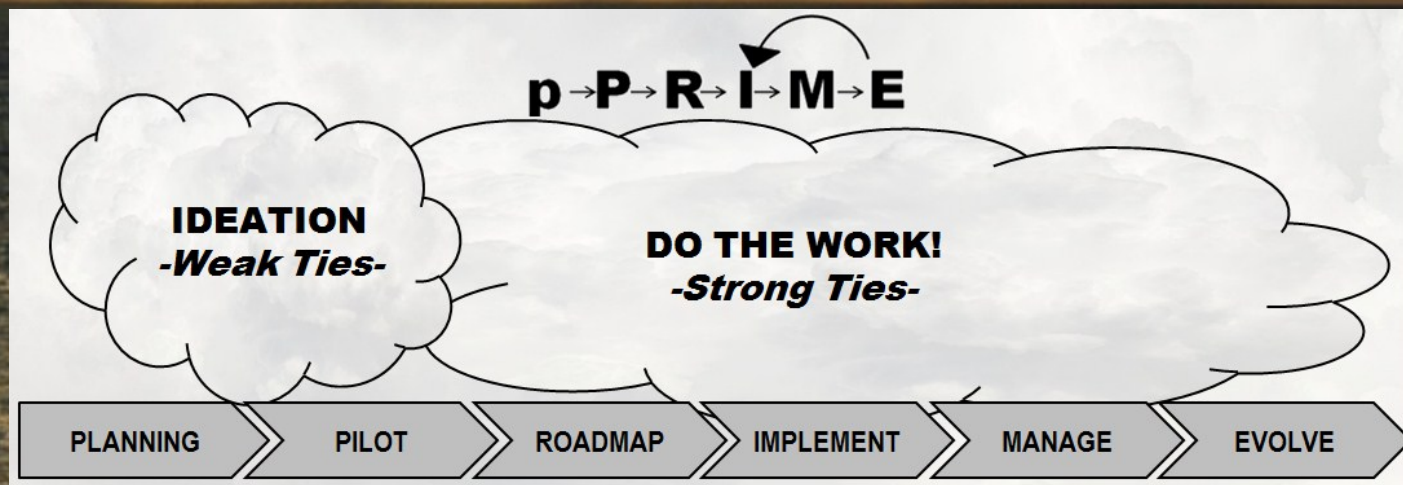 p→P→R→I→M→E
IDEATION
-Weak Ties-
DO THE WORK!
-Strong Ties-
PLANNING PILOT ROADMAP IMPLEMENT MANAGE EVOLVE